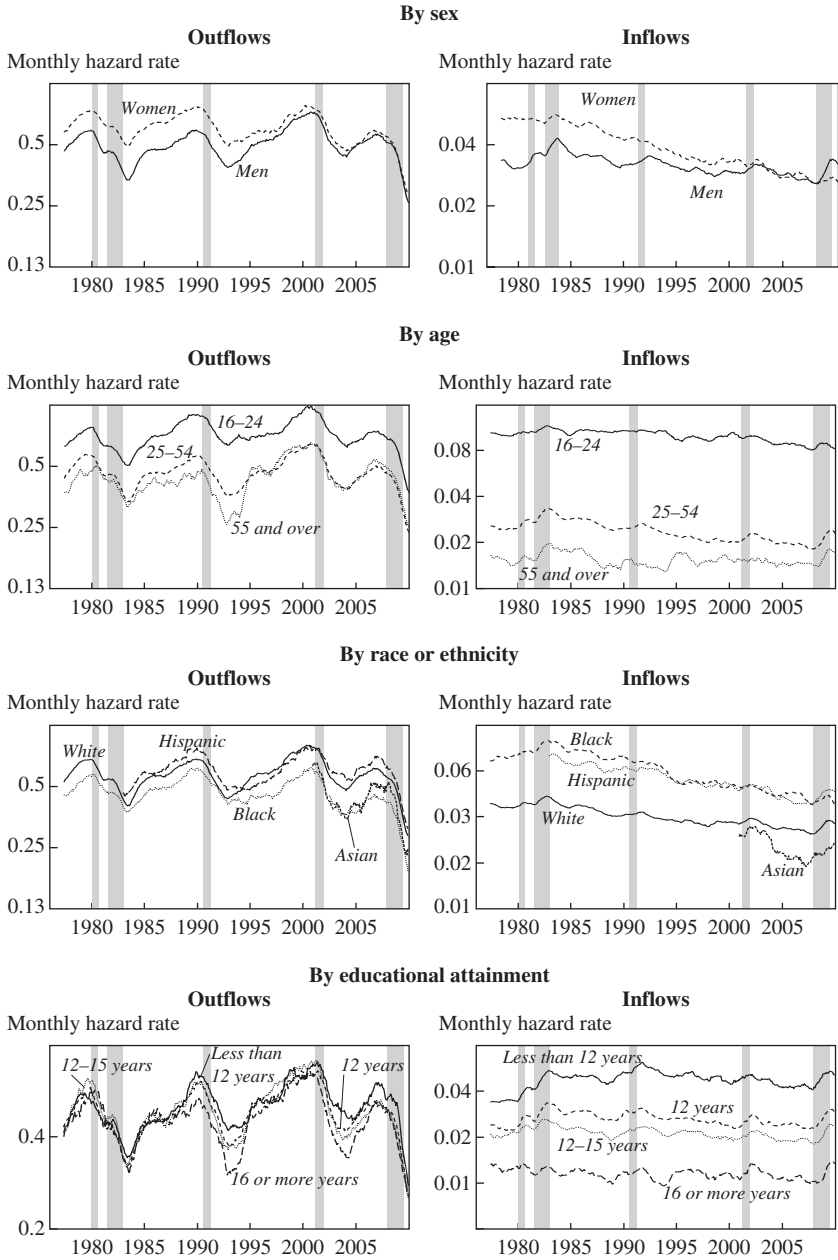 By sex
Outflows
Monthly hazard rate
Women
Men
0.5
0.25
0.13
1980 1985 1990 1995 2000 2005
Inflows
Monthly hazard rate
Women
Men
0.04
0.02
0.01
1980 1985 1990 1995 2000 2005
By age
Outflows
Monthly hazard rate
16–24
25–54
55 and over
0.5
0.25
0.13
1980 1985 1990 1995 2000 2005
Inflows
Monthly hazard rate
16–24
25–54
55 and over
0.08
0.04
0.02
0.01
1980 1985 1990 1995 2000 2005
By race or ethnicity
Outflows
Monthly hazard rate
White
Hispanic
Black
Asian
0.5
0.25
0.13
1980 1985 1990 1995 2000 2005
Inflows
Monthly hazard rate
Black
Hispanic
White
Asian
0.06
0.03
0.02
0.01
1980 1985 1990 1995 2000 2005
By educational attainment
Outflows
Monthly hazard rate
12–15 years
Less than
12 years
12 years
16 or more years
0.4
0.2
1980 1985 1990 1995 2000 2005
Inflows
Monthly hazard rate
Less than 12 years
12 years
12–15 years
16 or more years
0.04
0.02
0.01
1980 1985 1990 1995 2000 2005